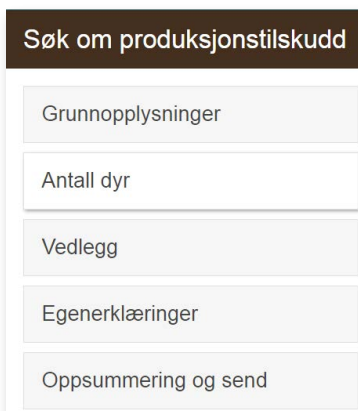 Søk om produksjonstilskudd
Grunnopplysninger
Antall dyr
Vedlegg
Egenerklæringer
Oppsummering og send